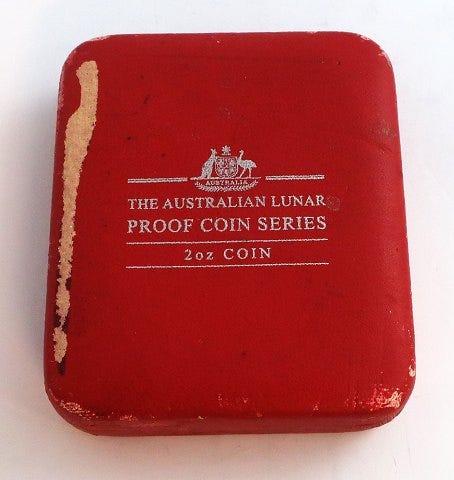 AUSTRALIA
THE AUSTRALIAN LUNAR
PROOF COIN SERIES
2oz COIN